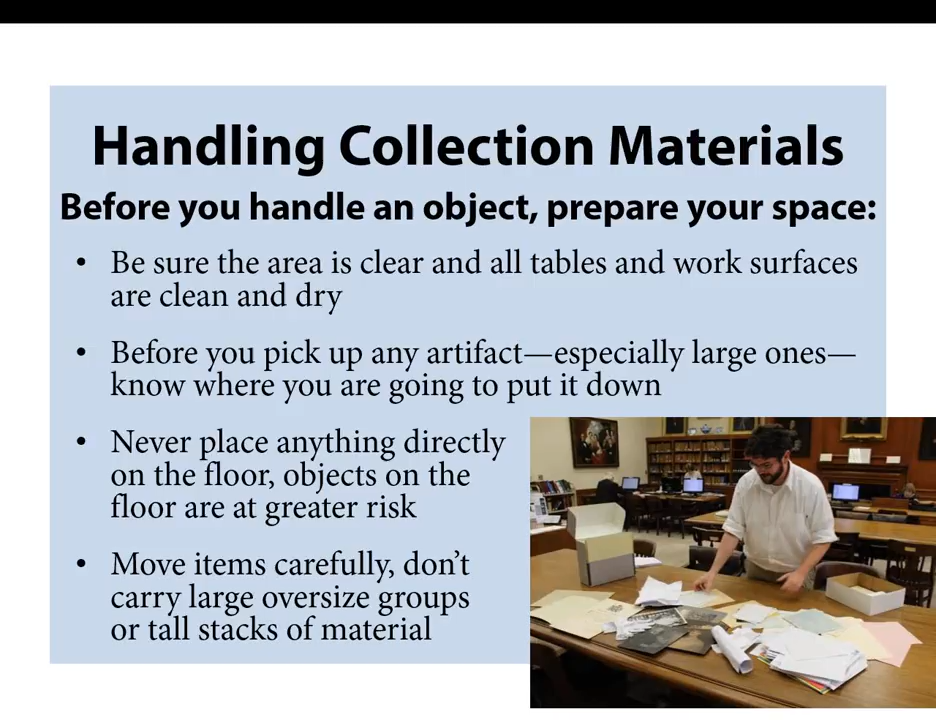 Handling Collection Materials
Before you handle an object, prepare your space:
• Be sure the area is clear and all tables and work surfaces
are clean and dry
• Before you pick up any artifact—especially large ones—
know where you are going to put it down
• Never place anything directly
on the floor, objects on the
floor are at greater risk
• Move items carefully, don’t
carry large oversize groups
or tall stacks of material